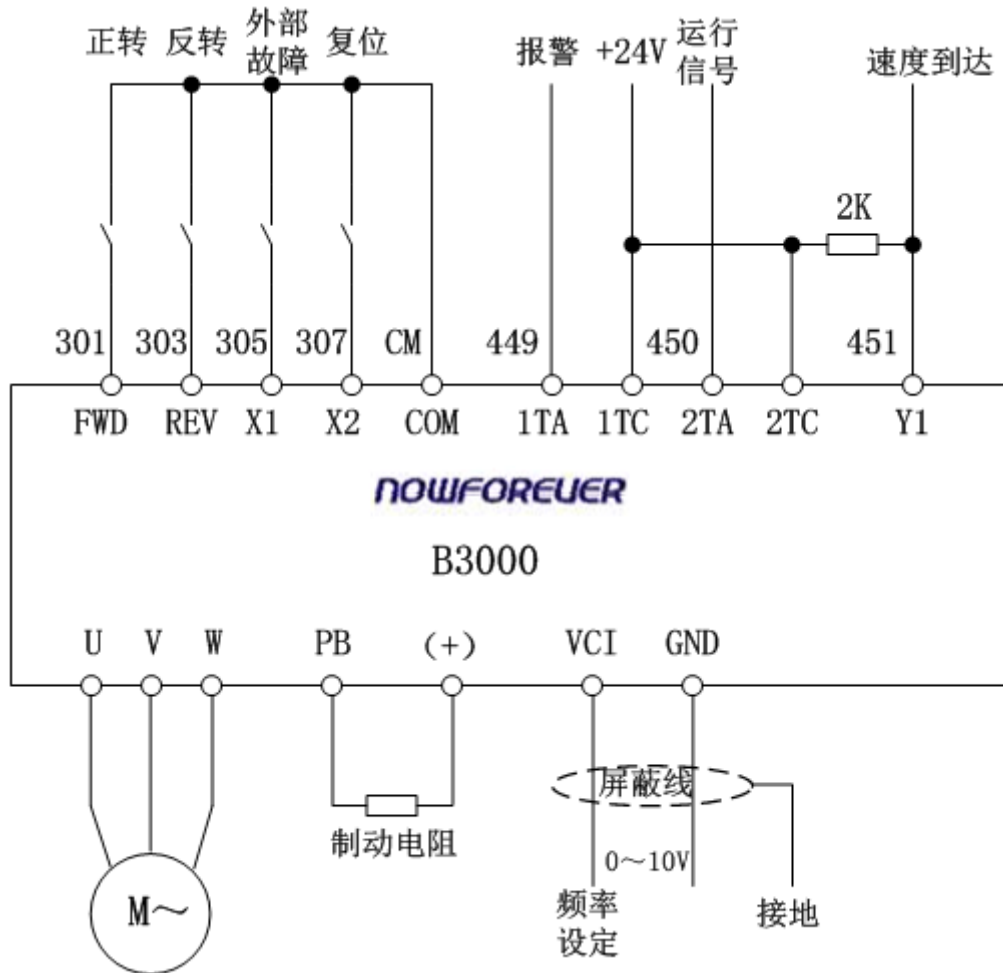 正转 反转 外部故障 复位 报警 +24V 运行信号 速度到达
2K
301 303 305 307 CM 449 450 451
FWD REV X1 X2 COM 1TA 1TC 2TA 2TC Y1
NOWFOREUER
B3000
U V W PB (+) VCI GND
屏蔽线
制动电阻
0～10V
M～
频率设定
接地